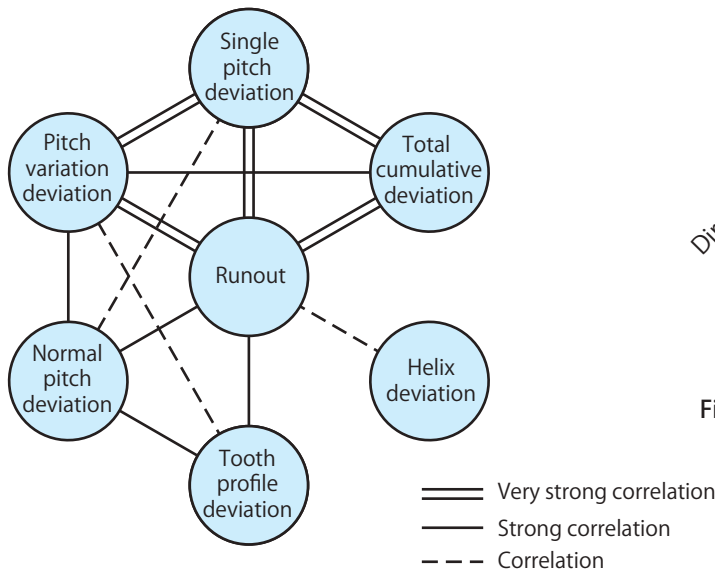 Single
pitch
deviation
Pitch
variation
deviation
Total
cumulative
deviation
Runout
Normal
pitch
deviation
Helix
deviation
Tooth
profile
deviation
Very strong correlation
Strong correlation
Correlation